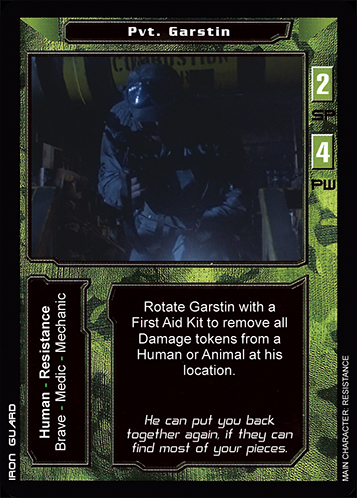 Pvt. Garstin
COMBUSTION
2
SP
4
PW
Human - Resistance
Brave - Medic - Mechanic
Rotate Garstin with a
First Aid Kit to remove all
Damage tokens from a
Human or Animal at his
location.
He can put you back
together again, if they can
find most of your pieces.
IRON GUARD
MAIN CHARACTER: RESISTANCE